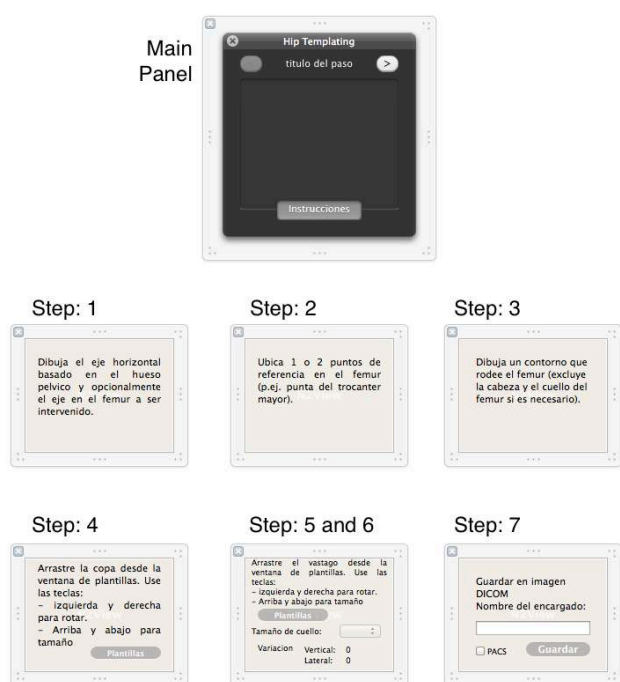 Main
Panel
Hip Templating
titulo del paso
>
Instrucciones
Step: 1
Dibuja el eje horizontal
basado en el hueso
pelvico y opcionalmente
el eje en el femur a ser
intervenido.
Step: 2
Ubica 1 o 2 puntos de
referencia en el femur
(p.ej. punta del trocanter
mayor).
Step: 3
Dibuja un contorno que
rodee el femur (excluye
la cabeza y el cuello del
femur si es necesario).
Step: 4
Arrastre la copa desde la
ventana de plantillas. Use
las teclas:
- izquierda y derecha
para rotar.
- Arriba y abajo para
tamaño
Plantillas
Step: 5 and 6
Arrastre el vastago desde la
ventana de plantillas. Use las
teclas:
- izquierda y derecha para rotar.
- Arriba y abajo para tamaño
Plantillas
Tamaño de cuello:
Variacion Vertical: 0
Lateral: 0
Step: 7
Guardar en imagen
DICOM
Nombre del encargado:
PACS Guardar